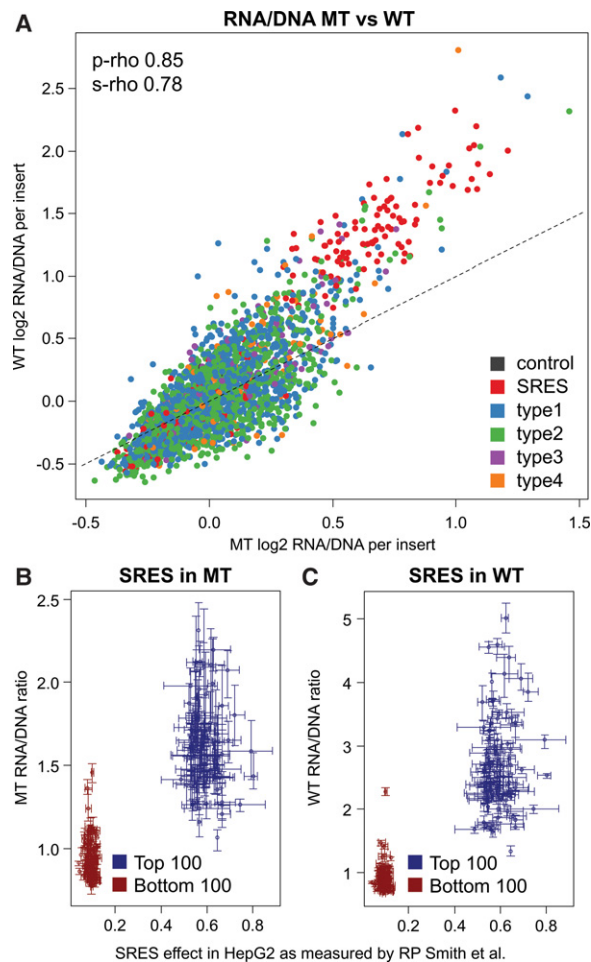 A
RNA/DNA MT vs WT
p-rho 0.85
s-rho 0.78
WT log2 RNA/DNA per insert
2.5
2.0
1.5
1.0
0.5
0.0
-0.5
control
SRES
type1
type2
type3
type4
-0.5 0.0 0.5 1.0 1.5
MT log2 RNA/DNA per insert
B
SRES in MT
MT RNA/DNA ratio
2.5
2.0
1.5
1.0
Top 100
Bottom 100
0.2 0.4 0.6 0.8
C
SRES in WT
WT RNA/DNA ratio
5
4
3
2
1
Top 100
Bottom 100
0.2 0.4 0.6 0.8
SRES effect in HepG2 as measured by RP Smith et al.